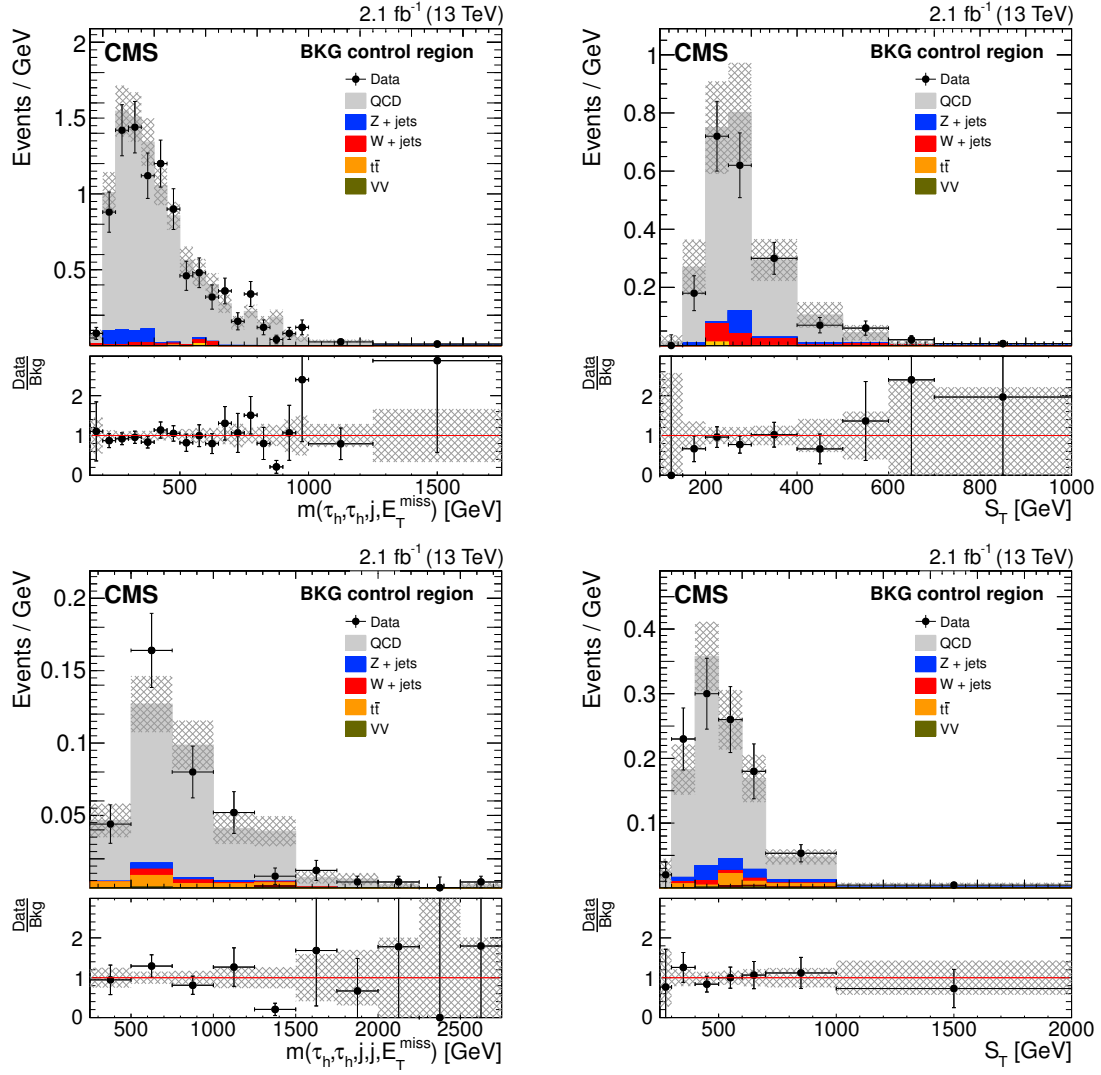 2.1 fb⁻¹ (13 TeV)
CMS
BKG control region
Events / GeV
Data
QCD
Z + jets
W + jets
tt̄
VV
1.5
1
0.5
Data
Bkg
2
1
0
500 1000 1500
m(τₕ,τₕ,j,E_T^miss) [GeV]
2.1 fb⁻¹ (13 TeV)
CMS
BKG control region
Events / GeV
Data
QCD
Z + jets
W + jets
tt̄
VV
1
0.8
0.6
0.4
0.2
Data
Bkg
2
1
0
200 400 600 800 1000
S_T [GeV]
2.1 fb⁻¹ (13 TeV)
CMS
BKG control region
Events / GeV
Data
QCD
Z + jets
W + jets
tt̄
VV
0.2
0.15
0.1
0.05
Data
Bkg
2
1
0
500 1000 1500 2000 2500
m(τₕ,τₕ,j,j,E_T^miss) [GeV]
2.1 fb⁻¹ (13 TeV)
CMS
BKG control region
Events / GeV
Data
QCD
Z + jets
W + jets
tt̄
VV
0.4
0.3
0.2
0.1
Data
Bkg
2
1
0
500 1000 1500 2000
S_T [GeV]